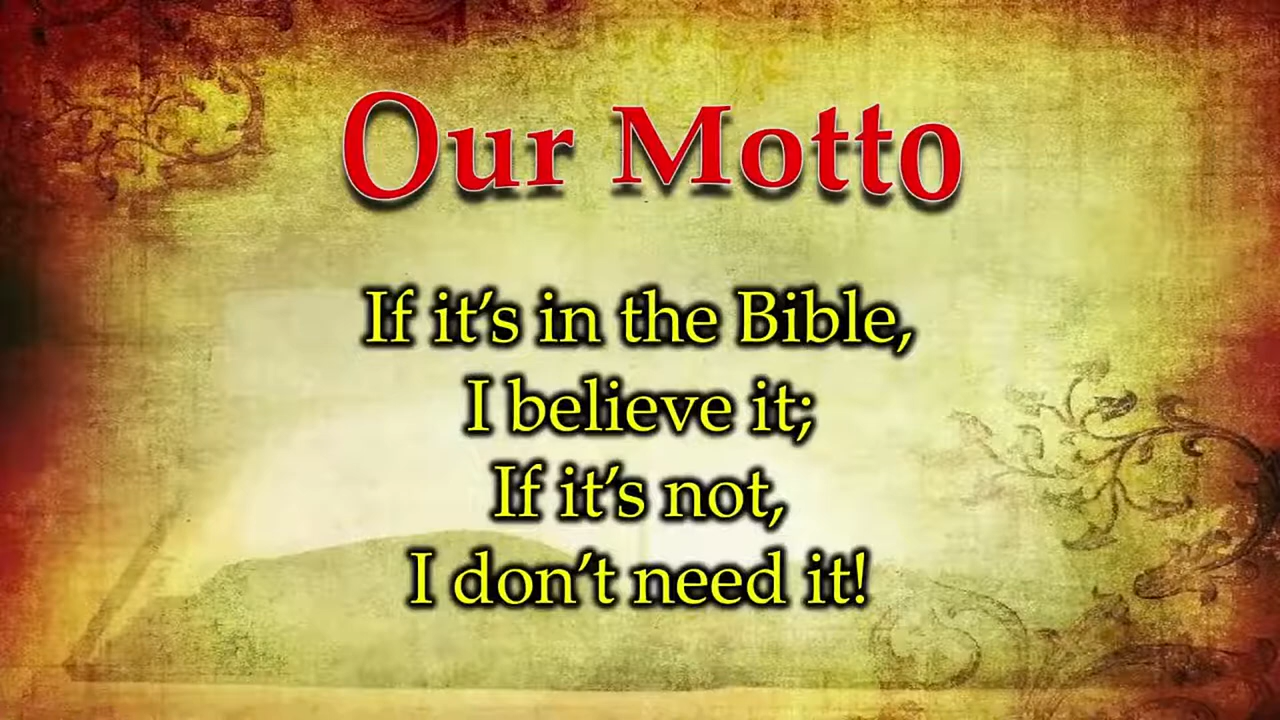 Our Motto
If it's in the Bible,
I believe it;
If it's not,
I don't need it!